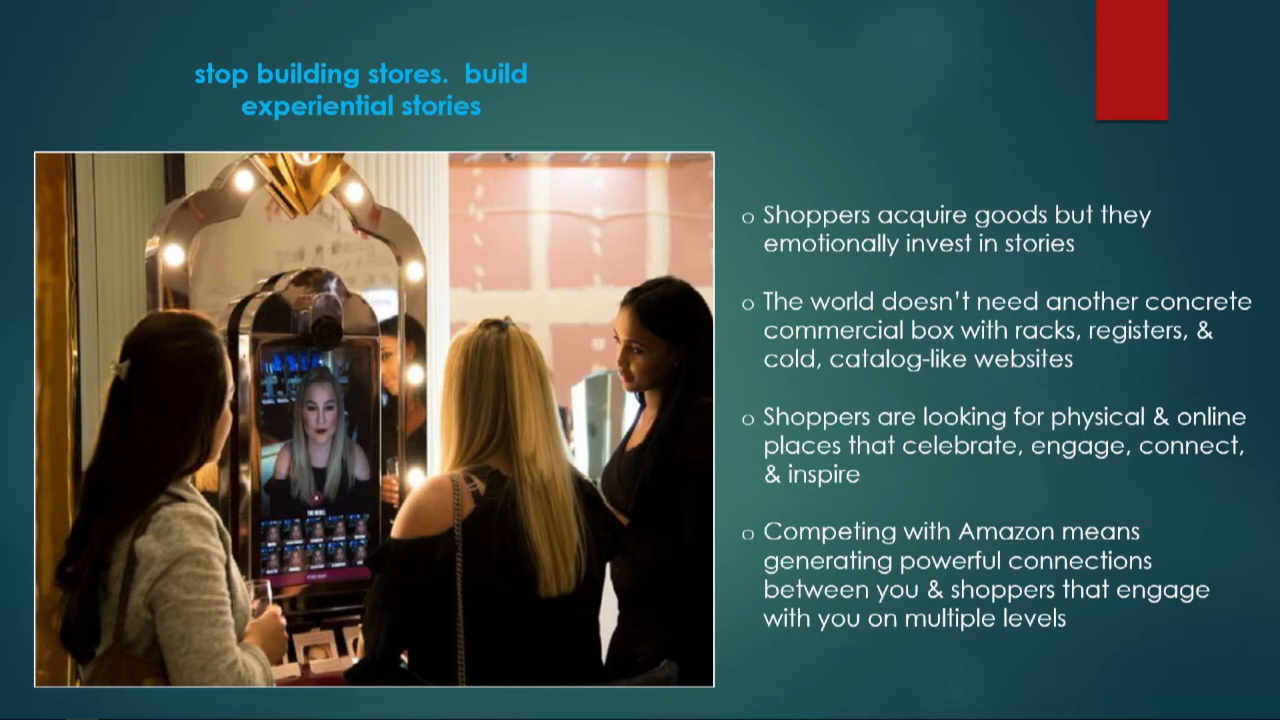 stop building stores.  build
experiential stories
o Shoppers acquire goods but they
emotionally invest in stories
o The world doesn't need another concrete
commercial box with racks, registers, &
cold, catalog-like websites
o Shoppers are looking for physical & online
places that celebrate, engage, connect,
& inspire
o Competing with Amazon means
generating powerful connections
between you & shoppers that engage
with you on multiple levels